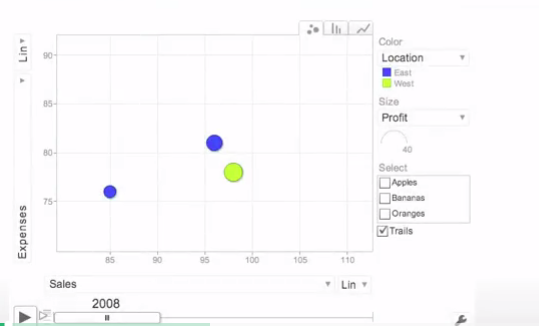 Color
Location
East
West
Size
Profit
40
Select
Apples
Bananas
Oranges
Trails
Lin
90
85
80
75
Expenses
85
90
95
100
105
110
Sales
Lin
2008